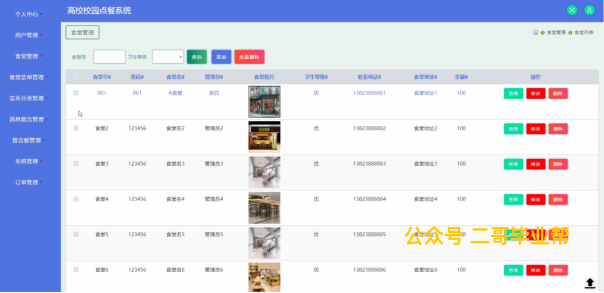 高校校园点餐系统
个人中心
用户管理
食堂管理
食堂菜单管理
菜系分类管理
消息留言管理
留言板管理
系统管理
订单管理
食堂管理
食堂管理 食堂列表
食堂号 卫生等级 查询 添加 批量删除
食堂号 密码 食堂名 管理员 食堂图片 卫生等级 联系电话 食堂地址 余额 操作
001 001 A食堂 李四 优 13823888881 食堂地址1 100 查看 修改 删除
食堂2 123456 食堂名2 管理员2 优 13823888882 食堂地址2 100 查看 修改 删除
食堂3 123456 食堂名3 管理员3 优 13823888883 食堂地址3 100 查看 修改 删除
食堂4 123456 食堂名4 管理员4 优 13823888884 食堂地址4 100 查看 修改 删除
食堂5 123456 食堂名5 管理员5 优 13823888885 食堂地址5 100
公众号 二哥毕业帮
食堂6 123456 食堂名6 管理员6 优 13823888886 食堂地址6 100 查看 修改 删除